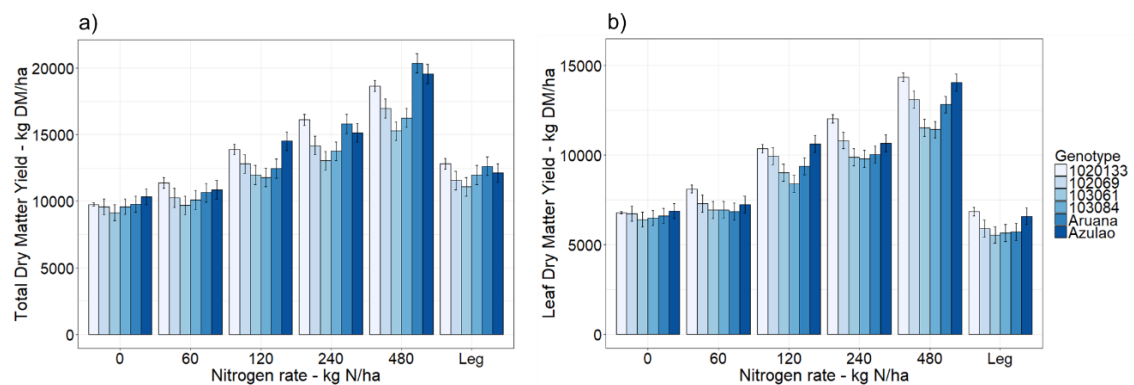 a)
Total Dry Matter Yield - kg DM/ha
20000
15000
10000
5000
0
0 60 120 240 480 Leg
Nitrogen rate - kg N/ha
b)
Leaf Dry Matter Yield - kg DM/ha
15000
10000
5000
0
0 60 120 240 480 Leg
Nitrogen rate - kg N/ha
Genotype
1020133
102069
103061
103084
Aruana
Azulao